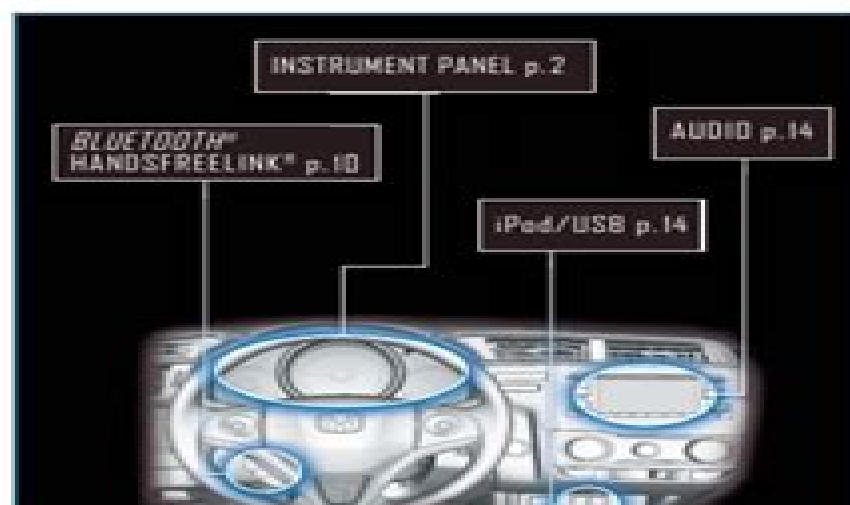 INSTRUMENT PANEL p.2
BLUETOOTH®
HANDSFREELINK® p.10
AUDIO p.14
iPod/USB p.14